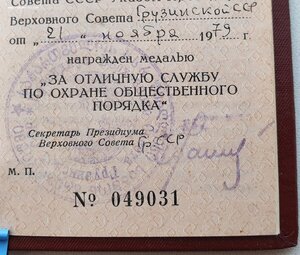 Совета СССР Указом
Верховного Совета Грузинской ССР
от „21" ноября 1979 г.
награжден медалью
„ЗА ОТЛИЧНУЮ СЛУЖБУ
ПО ОХРАНЕ ОБЩЕСТВЕННОГО
ПОРЯДКА"
Секретарь Президиума
Верховного Совета Гр ССР
М. П.
№ 049031